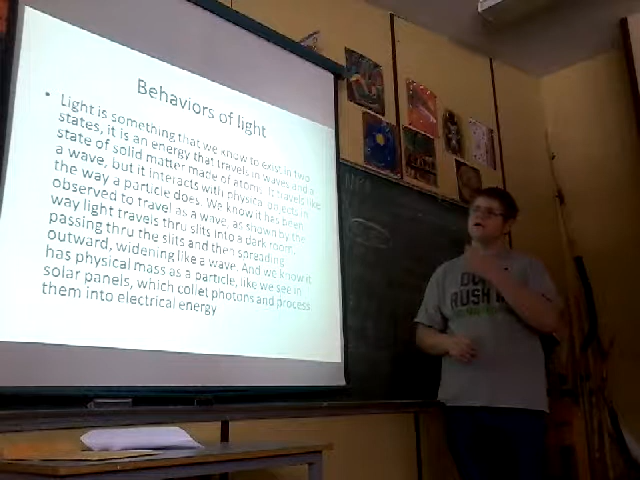 Behaviors of light
• Light is something that we know to exist in two
states, it is an energy that travels in waves and a
state of solid matter made of atoms. It travels like
a wave, but it interacts with physical objects in
the way a particle does. We know it has been
observed to travel as a wave, as shown by the
way light travels thru slits into a dark room,
passing thru the slits and then spreading
outward, widening like a wave. And we know it
has physical mass as a particle, like we see in
solar panels, which collet photons and process
them into electrical energy
RUSH